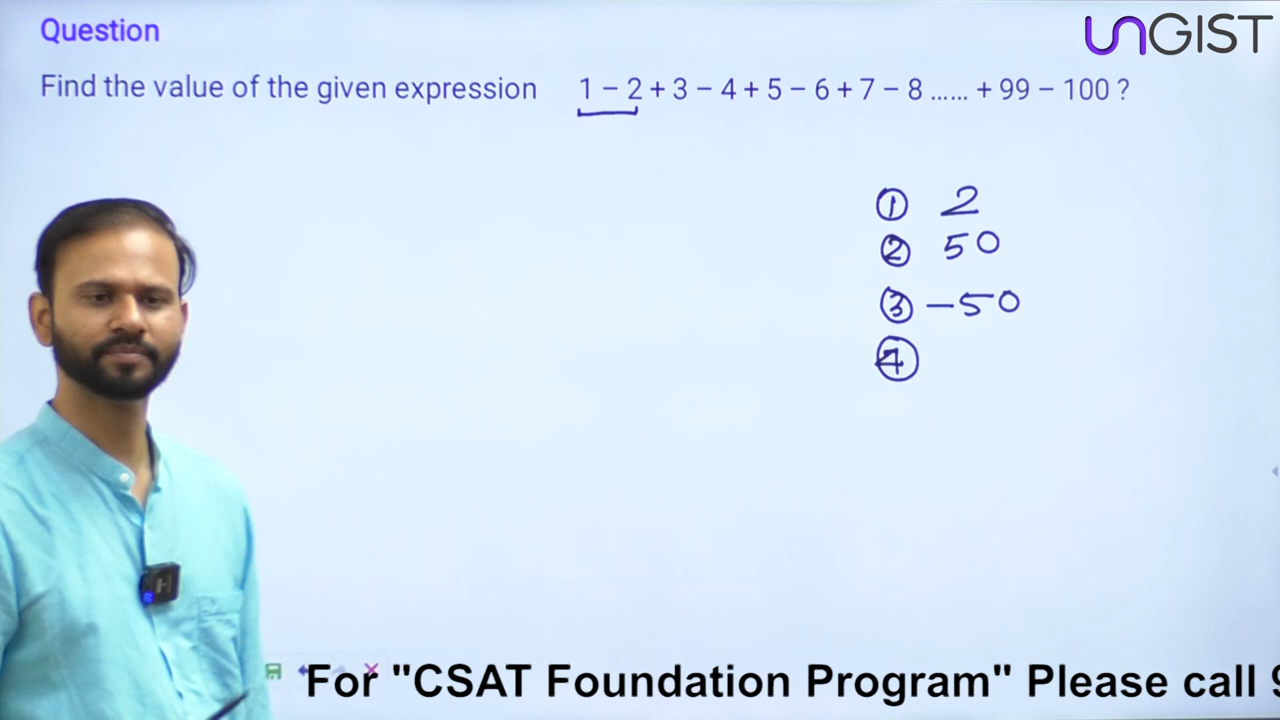 Question
UNGIST
Find the value of the given expression 1 − 2 + 3 − 4 + 5 − 6 + 7 − 8 ...... + 99 − 100 ?
① 2
② 50
③ −50
④
For "CSAT Foundation Program" Please call 9